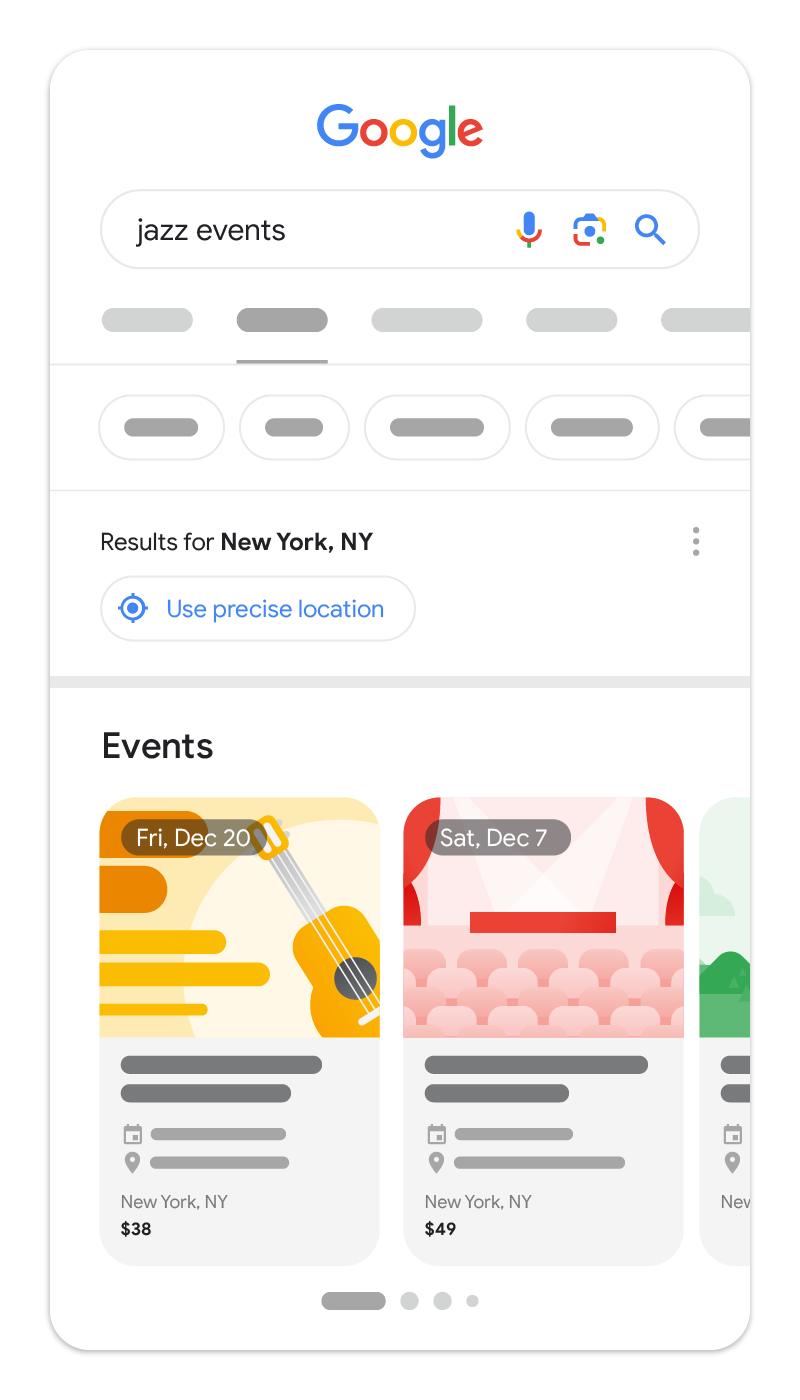 Google
jazz events
Results for New York, NY
Use precise location
Events
Fri, Dec 20
Sat, Dec 7
New York, NY
$38
New York, NY
$49